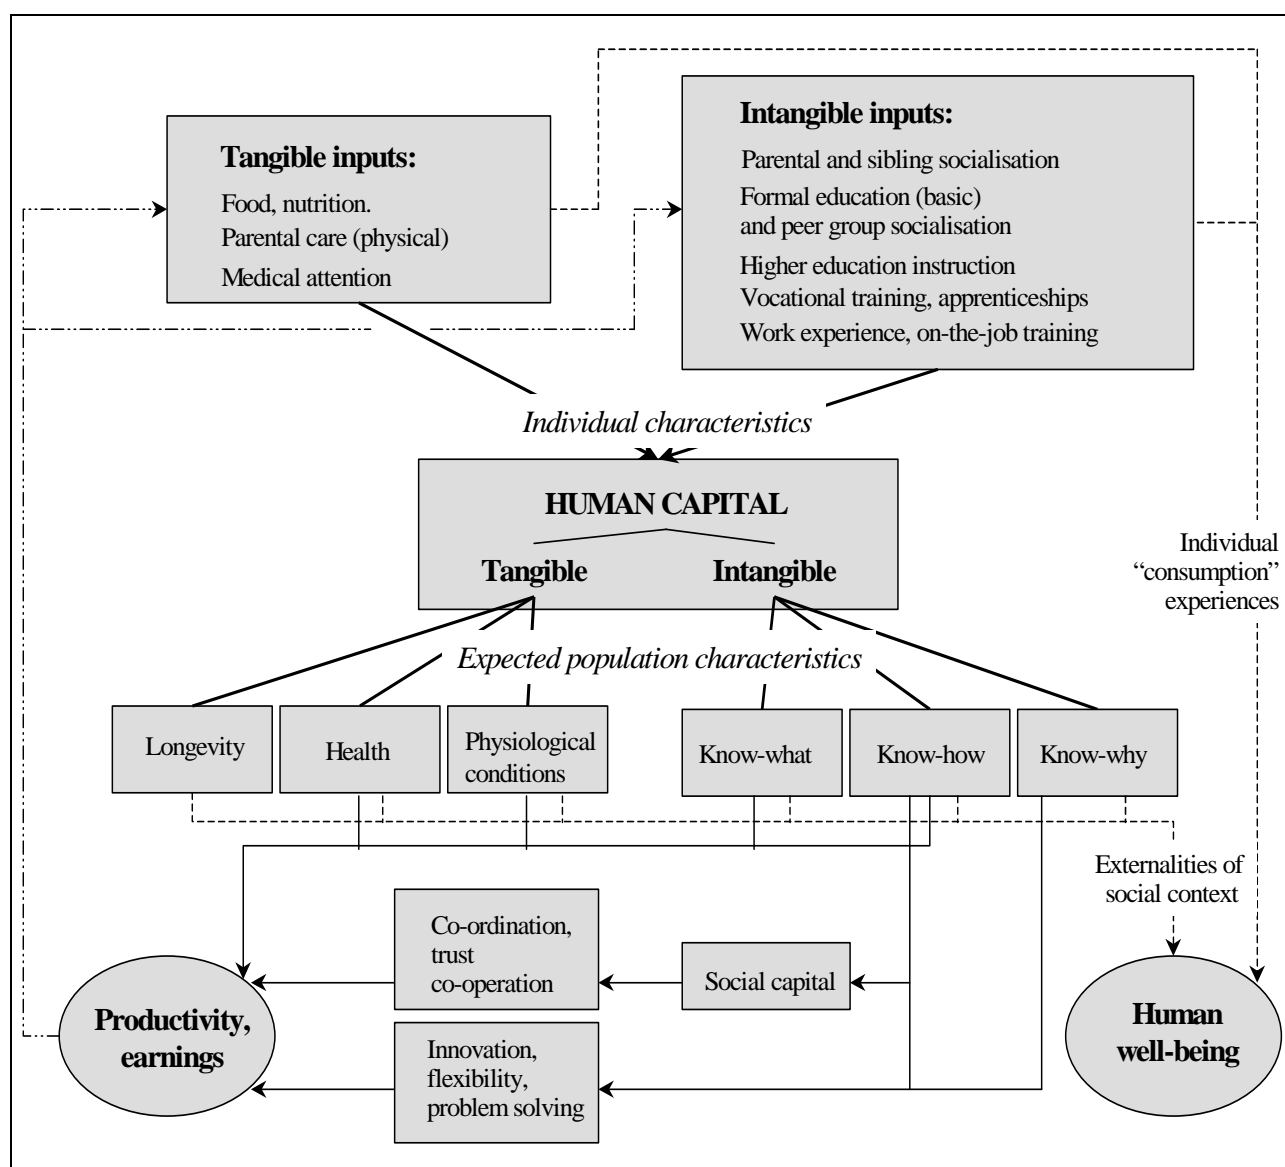 Tangible inputs:
Food, nutrition.
Parental care (physical)
Medical attention
Intangible inputs:
Parental and sibling socialisation
Formal education (basic)
and peer group socialisation
Higher education instruction
Vocational training, apprenticeships
Work experience, on-the-job training
Individual characteristics
HUMAN CAPITAL
Tangible
Intangible
Individual
“consumption”
experiences
Expected population characteristics
Longevity
Health
Physiological
conditions
Know-what
Know-how
Know-why
Externalities of
social context
Co-ordination,
trust
co-operation
Social capital
Productivity,
earnings
Innovation,
flexibility,
problem solving
Human
well-being